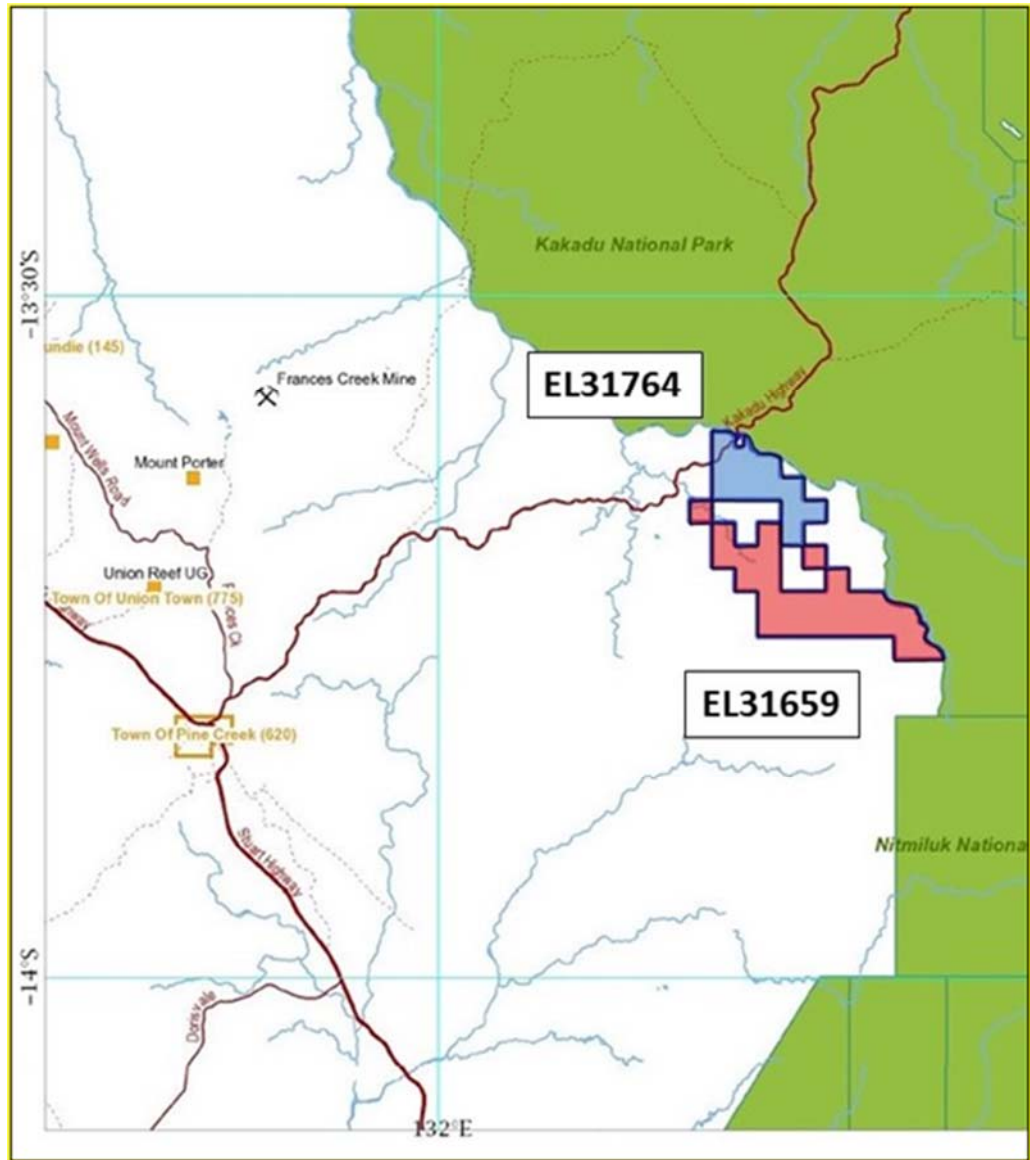 Kakadu National Park
-13°30'S
undie (145)
Frances Creek Mine
EL31764
Kakadu Highway
Mount Wells Road
Mount Porter
Union Reef UG
Town Of Union Town (775)
EL31659
Town Of Pine Creek (620)
Stuart Highway
Nitmiluk Nationa
-14°S
Dorisvale
132°E